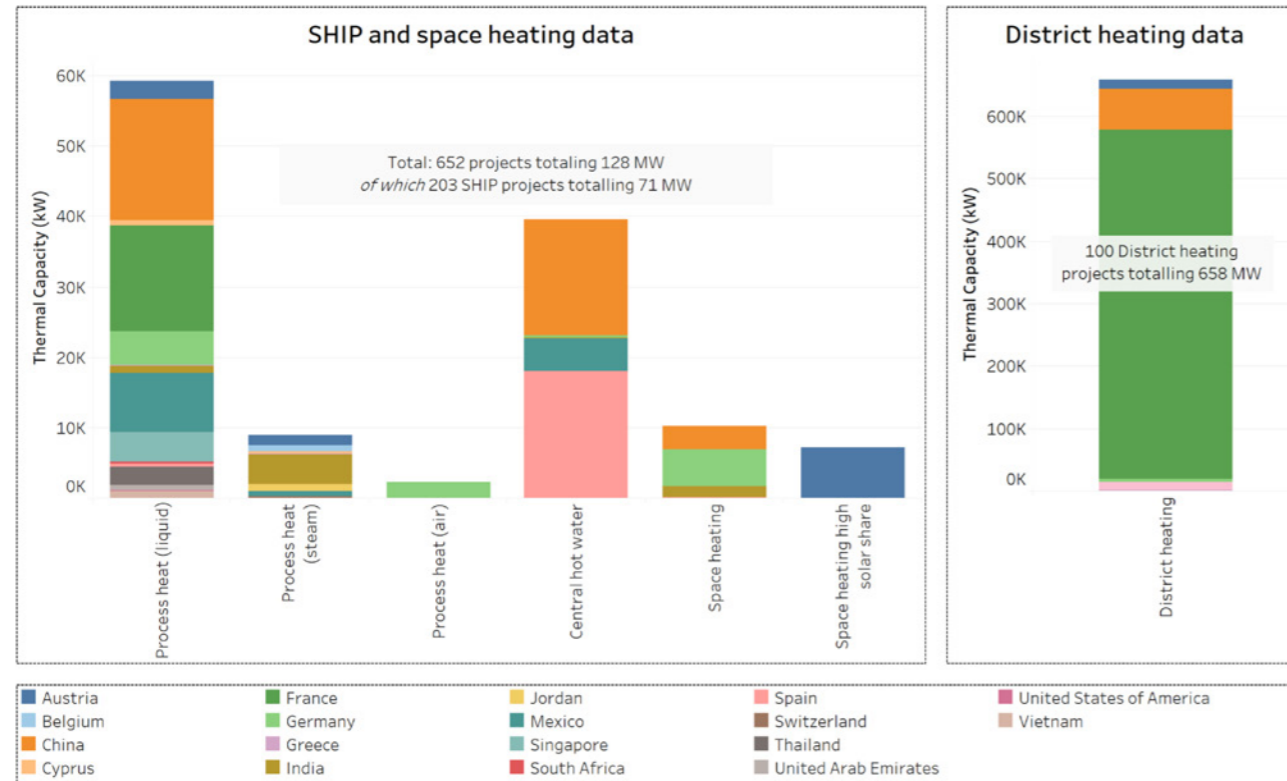 SHIP and space heating data
Thermal Capacity (kW)
60K
50K
40K
30K
20K
10K
0K
Total: 652 projects totaling 128 MW
of which 203 SHIP projects totalling 71 MW
Process heat (liquid)
Process heat
(steam)
Process heat (air)
Central hot water
Space heating
Space heating high
solar share
District heating data
Thermal Capacity (kW)
600K
500K
400K
300K
200K
100K
0K
100 District heating
projects totalling 658 MW
District heating
Austria
Belgium
China
Cyprus
France
Germany
Greece
India
Jordan
Mexico
Singapore
South Africa
Spain
Switzerland
Thailand
United Arab Emirates
United States of America
Vietnam